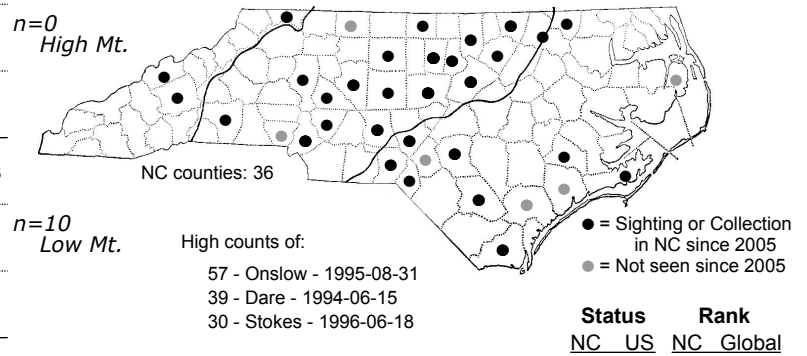 n=0
High Mt.
NC counties: 36
n=10
Low Mt.
High counts of:
57 - Onslow - 1995-08-31
39 - Dare - 1994-06-15
30 - Stokes - 1996-06-18
= Sighting or Collection
in NC since 2005
= Not seen since 2005
Status Rank
NC US NC Global